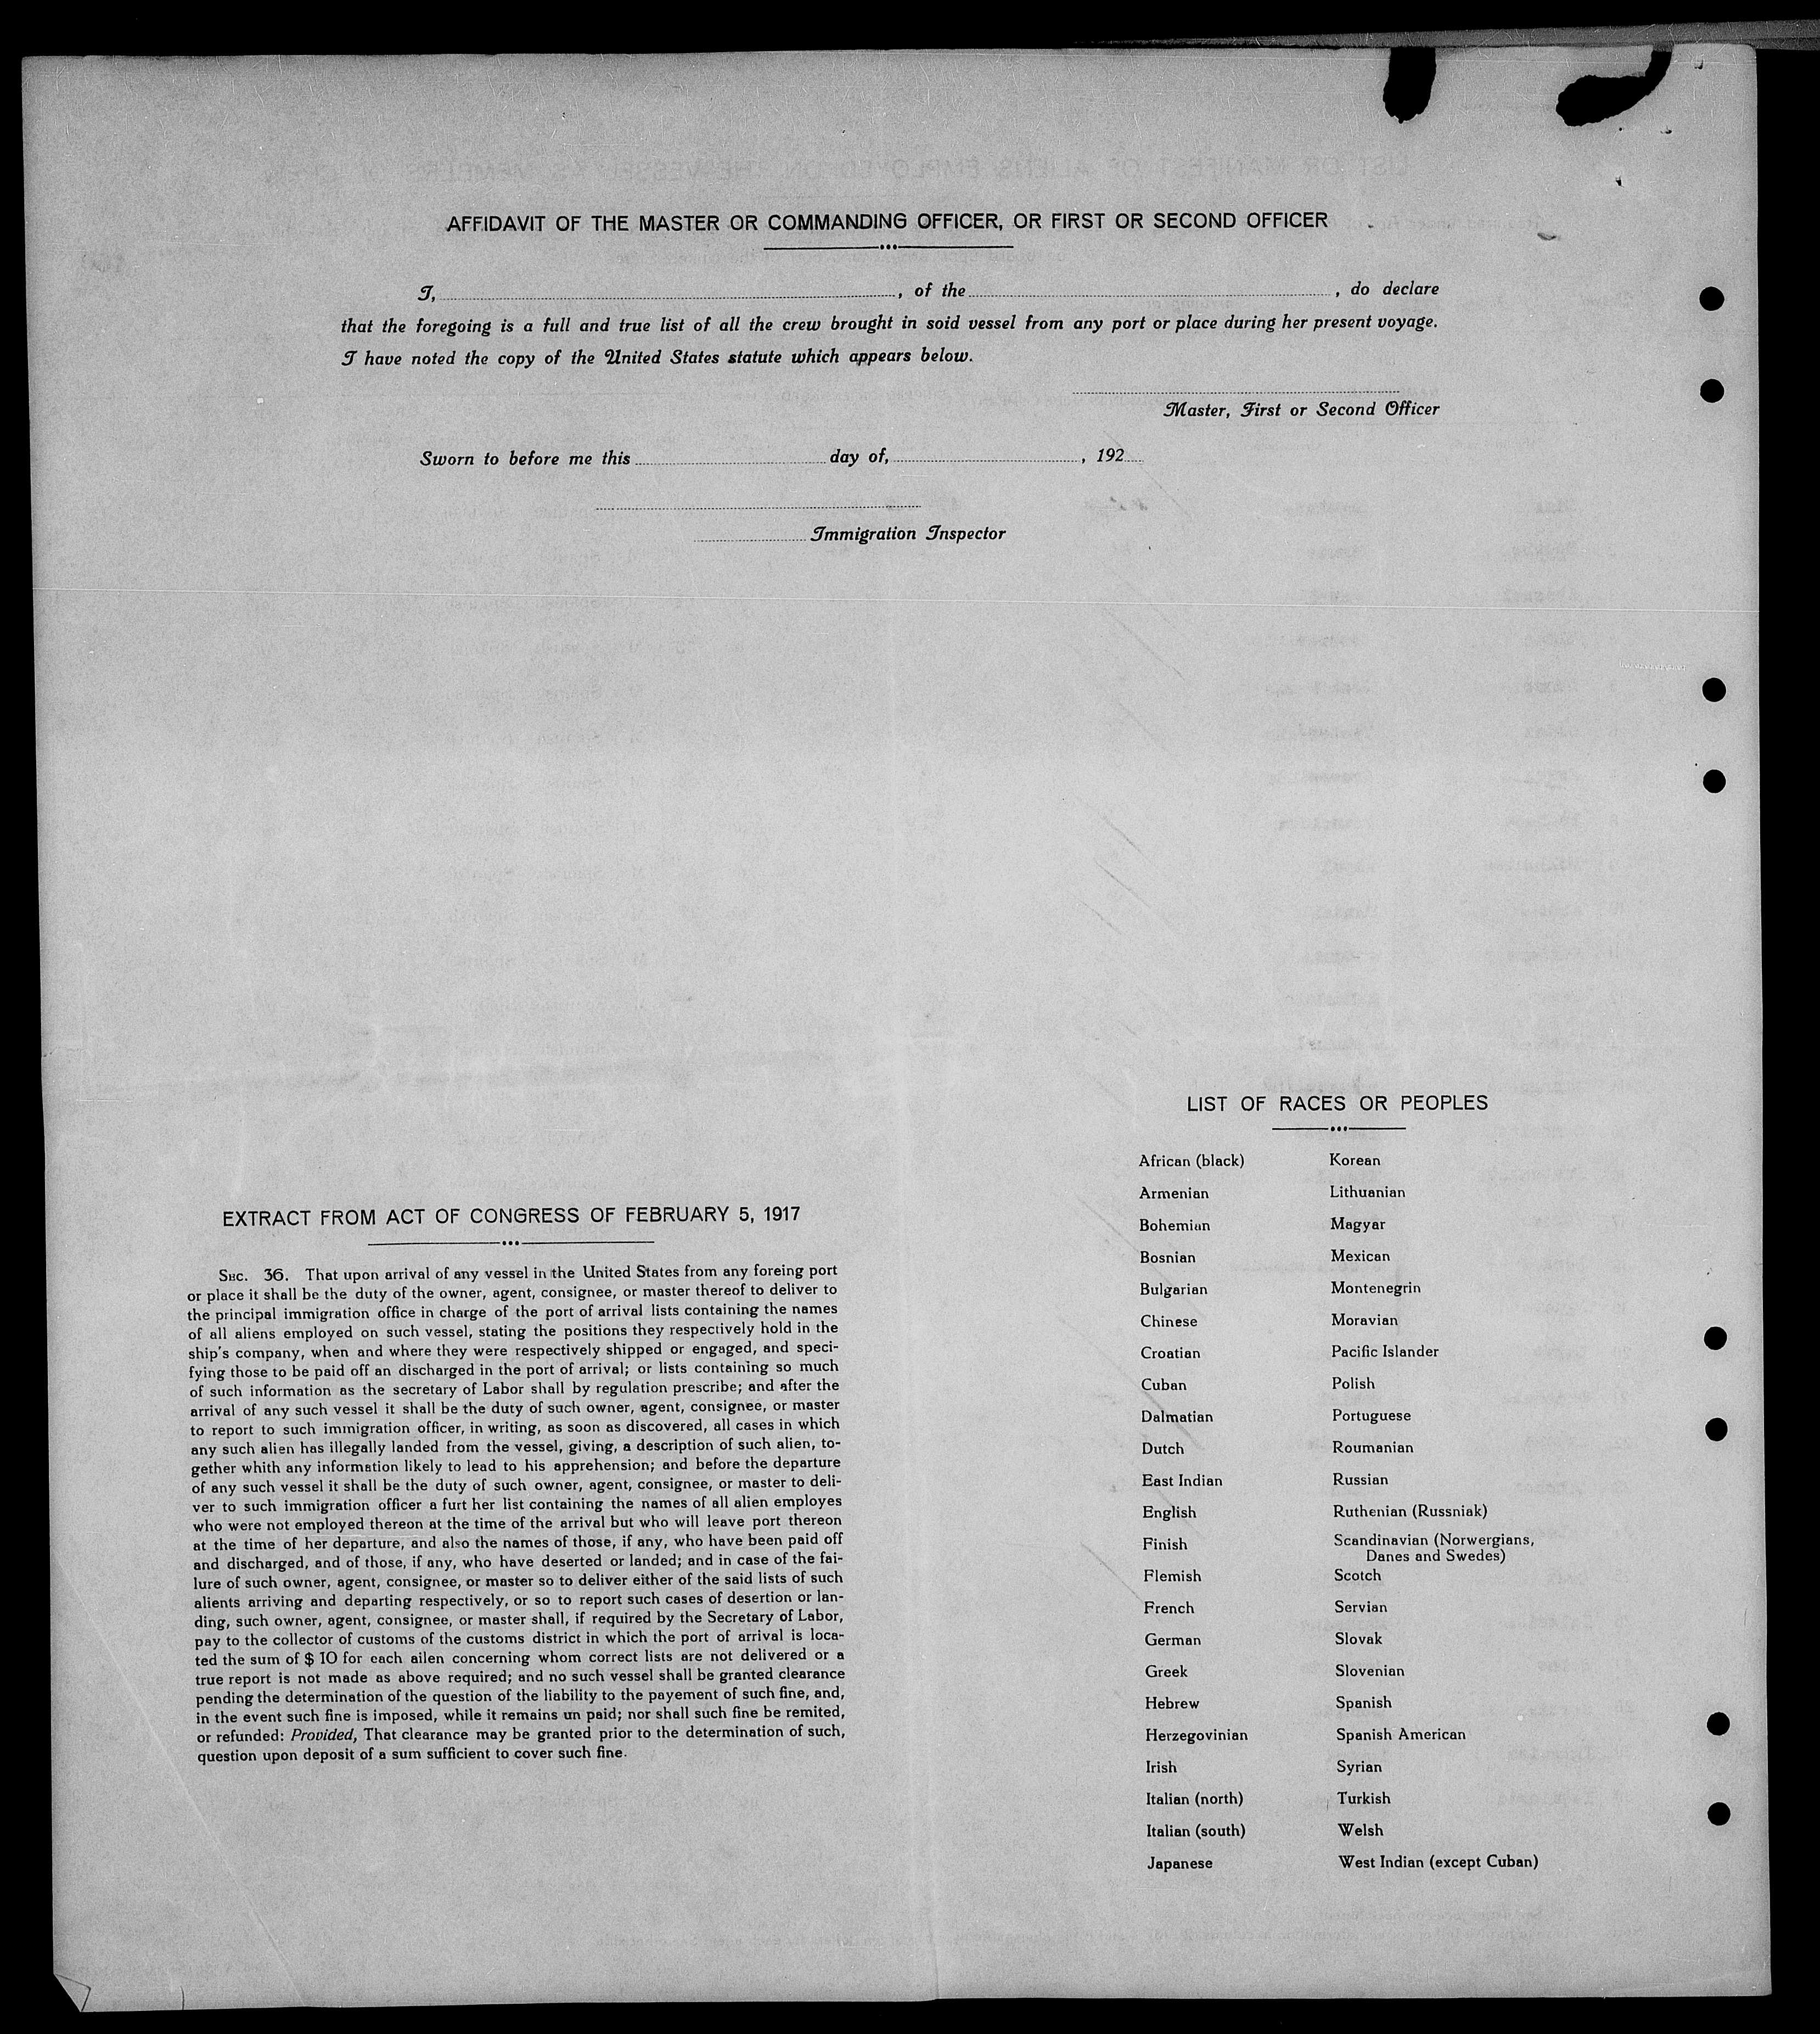 AFFIDAVIT OF THE MASTER OR COMMANDING OFFICER, OR FIRST OR SECOND OFFICER
I, , of the , do declare
that the foregoing is a full and true list of all the crew brought in soid vessel from any port or place during her present voyage.
I have noted the copy of the United States statute which appears below.
Master, First or Second Officer
Sworn to before me this day of, , 192
Immigration Inspector
EXTRACT FROM ACT OF CONGRESS OF FEBRUARY 5, 1917
SEC. 36. That upon arrival of any vessel in the United States from any foreing port
or place it shall be the duty of the owner, agent, consignee, or master thereof to deliver to
the principal immigration office in charge of the port of arrival lists containing the names
of all aliens employed on such vessel, stating the positions they respectively hold in the
ship's company, when and where they were respectively shipped or engaged, and speci-
fying those to be paid off an discharged in the port of arrival; or lists containing so much
of such information as the secretary of Labor shall by regulation prescribe; and after the
arrival of any such vessel it shall be the duty of such owner, agent, consignee, or master
to report to such immigration officer, in writing, as soon as discovered, all cases in which
any such alien has illegally landed from the vessel, giving, a description of such alien, to-
gether whith any information likely to lead to his apprehension; and before the departure
of any such vessel it shall be the duty of such owner, agent, consignee, or master to deli-
ver to such immigration officer a furt her list containing the names of all alien employes
who were not employed thereon at the time of the arrival but who will leave port thereon
at the time of her departure, and also the names of those, if any, who have been paid off
and discharged, and of those, if any, who have deserted or landed; and in case of the fai-
lure of such owner, agent, consignee, or master so to deliver either of the said lists of such
alients arriving and departing respectively, or so to report such cases of desertion or lan-
ding, such owner, agent, consignee, or master shall, if required by the Secretary of Labor,
pay to the collector of customs of the customs district in which the port of arrival is loca-
ted the sum of $ 10 for each ailen concerning whom correct lists are not delivered or a
true report is not made as above required; and no such vessel shall be granted clearance
pending the determination of the question of the liability to the payement of such fine, and,
in the event such fine is imposed, while it remains un paid; nor shall such fine be remited,
or refunded: Provided, That clearance may be granted prior to the determination of such,
question upon deposit of a sum sufficient to cover such fine.
LIST OF RACES OR PEOPLES
African (black) Korean
Armenian Lithuanian
Bohemian Magyar
Bosnian Mexican
Bulgarian Montenegrin
Chinese Moravian
Croatian Pacific Islander
Cuban Polish
Dalmatian Portuguese
Dutch Roumanian
East Indian Russian
English Ruthenian (Russniak)
Finish Scandinavian (Norwergians,
Danes and Swedes)
Flemish Scotch
French Servian
German Slovak
Greek Slovenian
Hebrew Spanish
Herzegovinian Spanish American
Irish Syrian
Italian (north) Turkish
Italian (south) Welsh
Japanese West Indian (except Cuban)